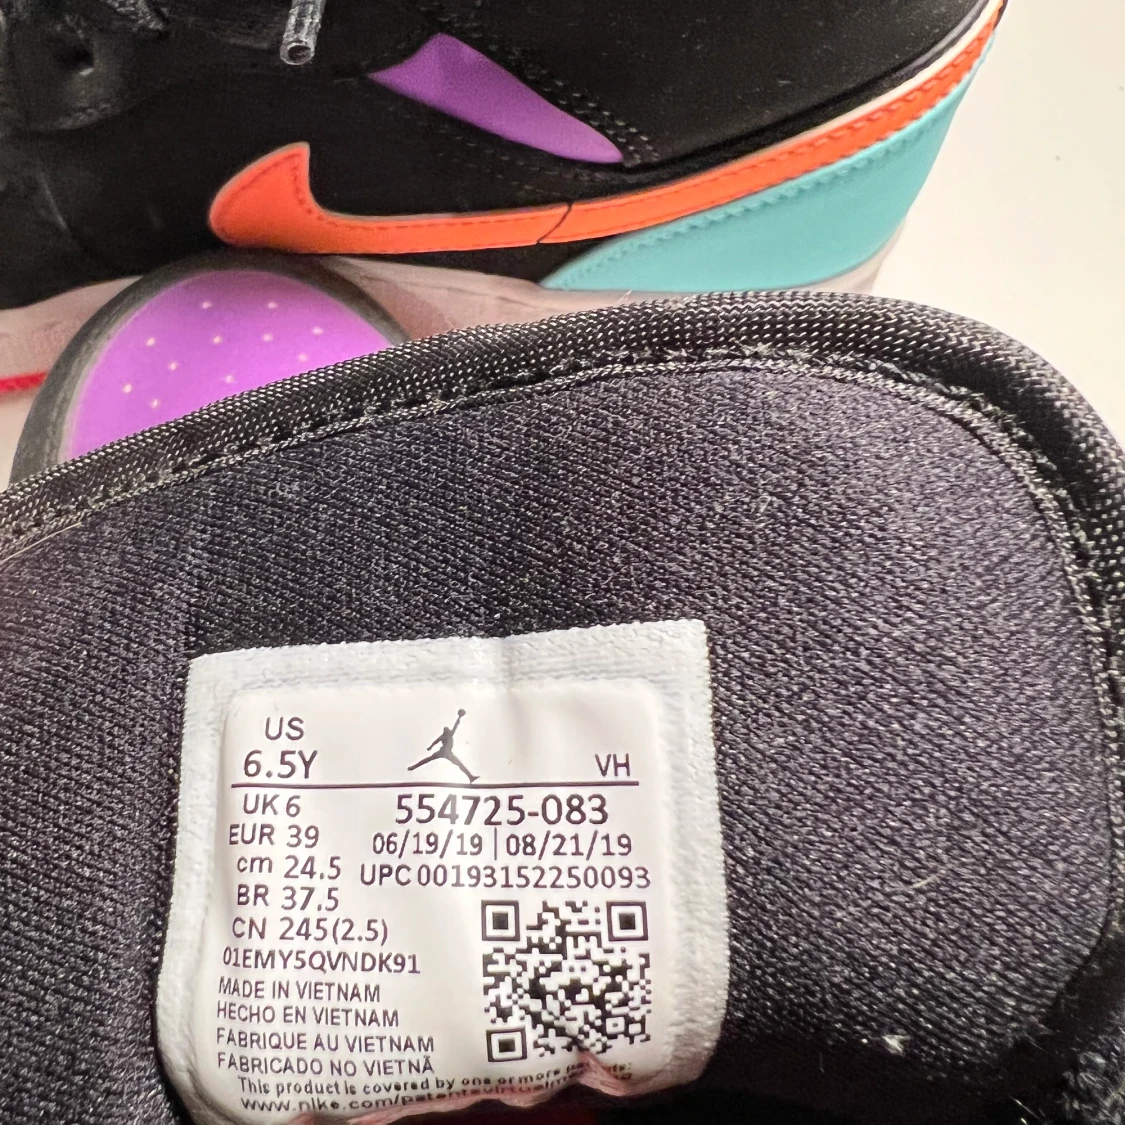 US
6.5Y
VH
UK 6
554725-083
EUR 39
06/19/19 | 08/21/19
cm 24.5
UPC 00193152250093
BR 37.5
CN 245(2.5)
01EMY5QVNDK91
MADE IN VIETNAM
HECHO EN VIETNAM
FABRIQUE AU VIETNAM
FABRICADO NO VIETNÃ
This product is covered by one or more
www.nike.com/patents